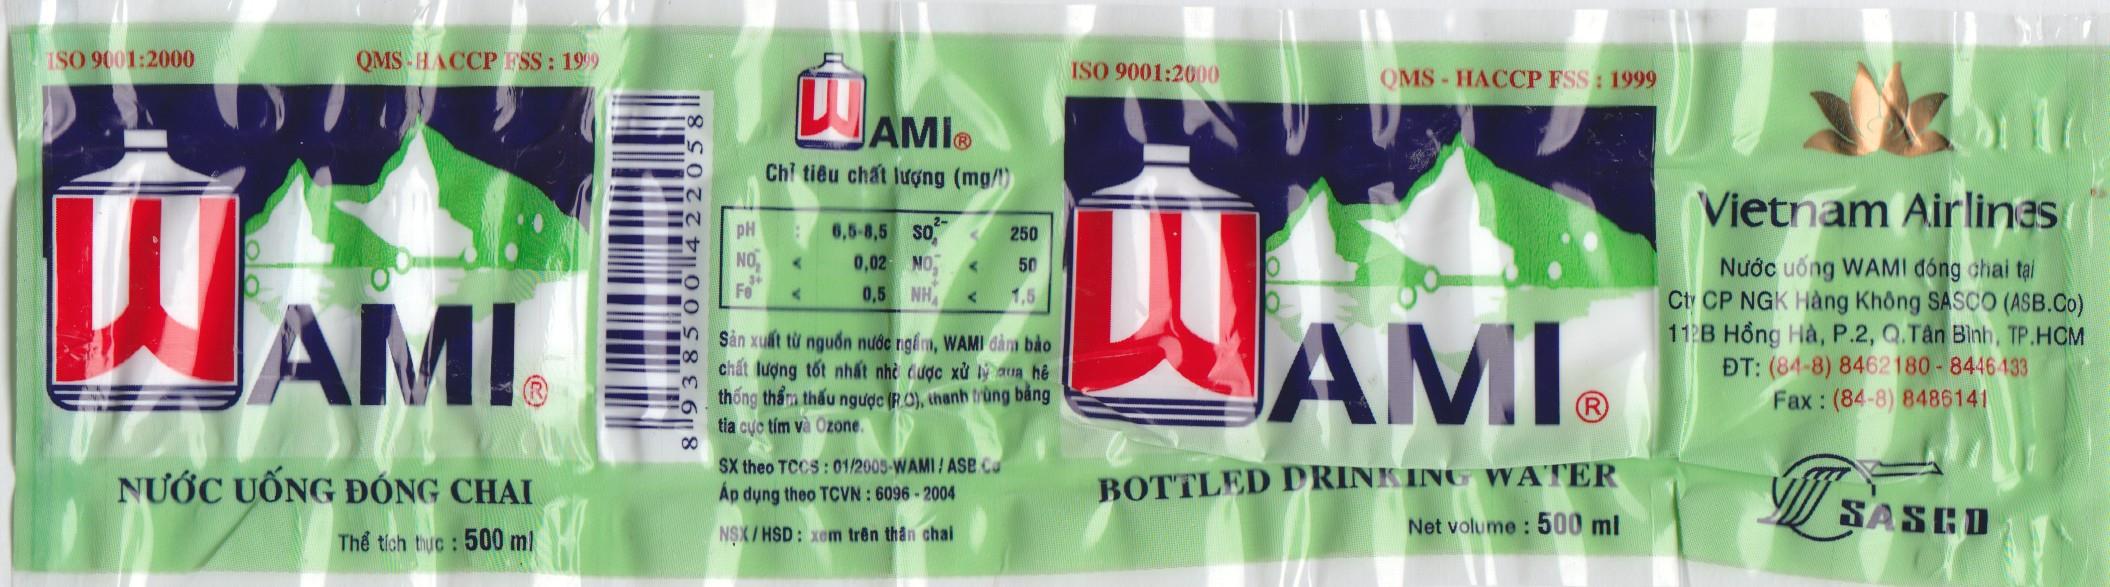 ISO 9001:2000 QMS - HACCP FSS : 1999
WAMI®
NƯỚC UỐNG ĐÓNG CHAI
Thể tích thực : 500 ml
8938500422058
WAMI®
Chỉ tiêu chất lượng (mg/l)
pH : 6,5-8,5 SO₄²⁻ < 250
NO₂⁻ < 0,02 NO₃⁻ < 50
Fe³⁺ < 0,5 NH₄⁺ < 1,5
Sản xuất từ nguồn nước ngầm, WAMI đảm bảo
chất lượng tốt nhất nhờ được xử lý qua hệ
thống thẩm thấu ngược (R.O), thanh trùng bằng
tia cực tím và Ozone.
SX theo TCCS : 01/2005-WAMI / ASB Co
Áp dụng theo TCVN : 6096 - 2004
NSX / HSD : xem trên thân chai
ISO 9001:2000 QMS - HACCP FSS : 1999
WAMI®
BOTTLED DRINKING WATER
Net volume : 500 ml
Vietnam Airlines
Nước uống WAMI đóng chai tại
Cty CP NGK Hàng Không SASCO (ASB.Co)
112B Hồng Hà, P.2, Q.Tân Bình, TP.HCM
ĐT: (84-8) 8462180 - 8446433
Fax : (84-8) 8486141
SASCO